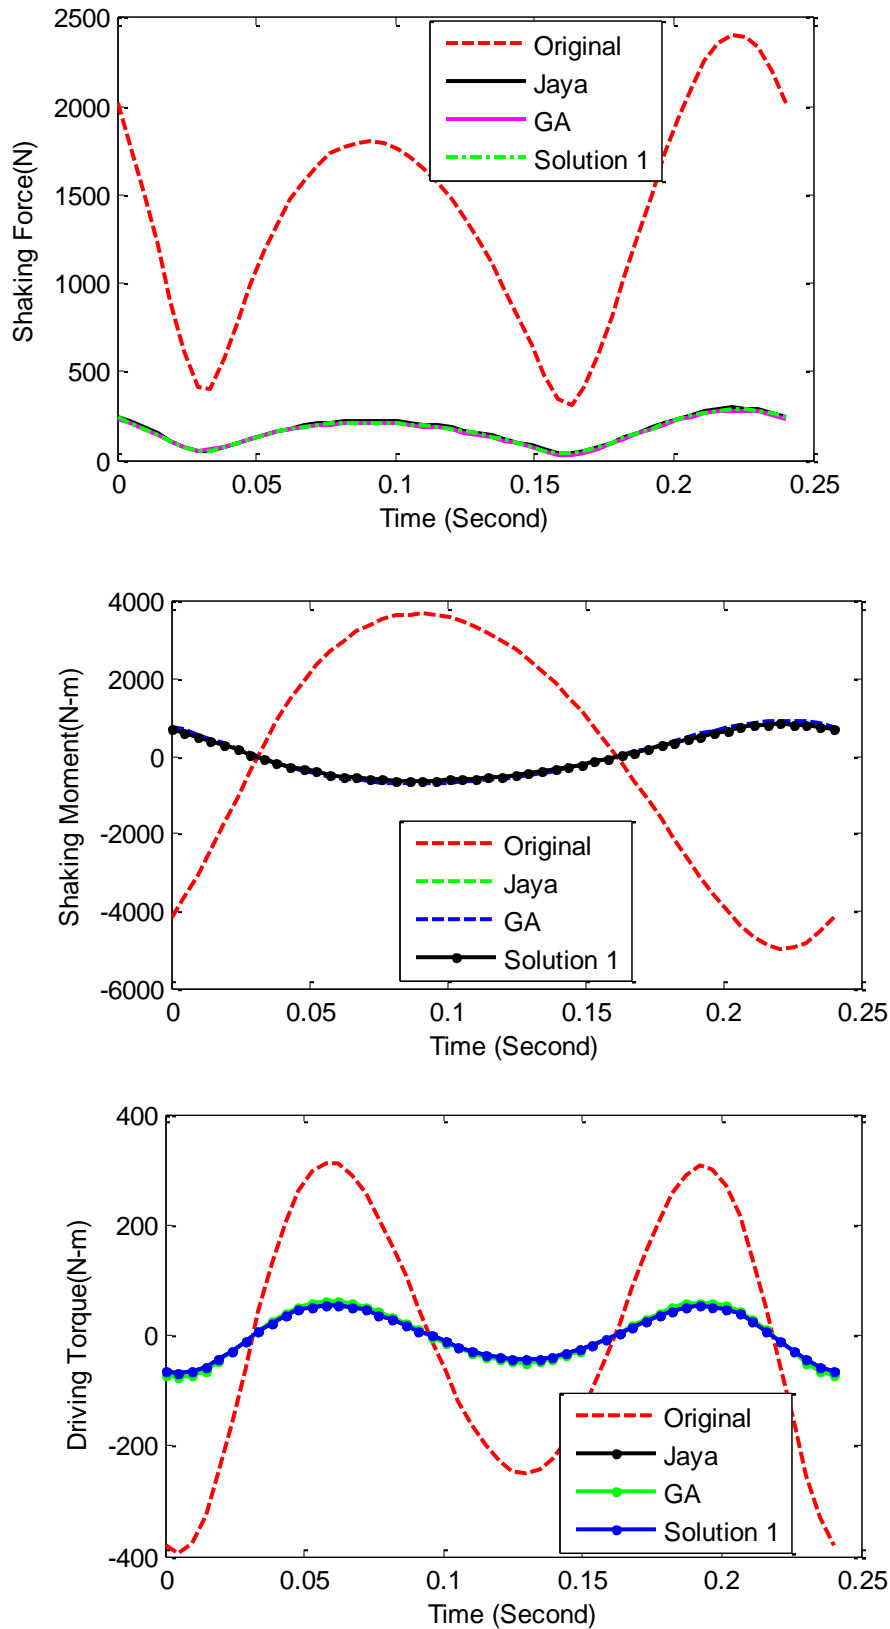 2500
2000
1500
1000
500
0
Shaking Force(N)
Original
Jaya
GA
Solution 1
0 0.05 0.1 0.15 0.2 0.25
Time (Second)
4000
2000
0
-2000
-4000
-6000
Shaking Moment(N-m)
Original
Jaya
GA
Solution 1
0 0.05 0.1 0.15 0.2 0.25
Time (Second)
400
200
0
-200
-400
Driving Torque(N-m)
Original
Jaya
GA
Solution 1
0 0.05 0.1 0.15 0.2 0.25
Time (Second)